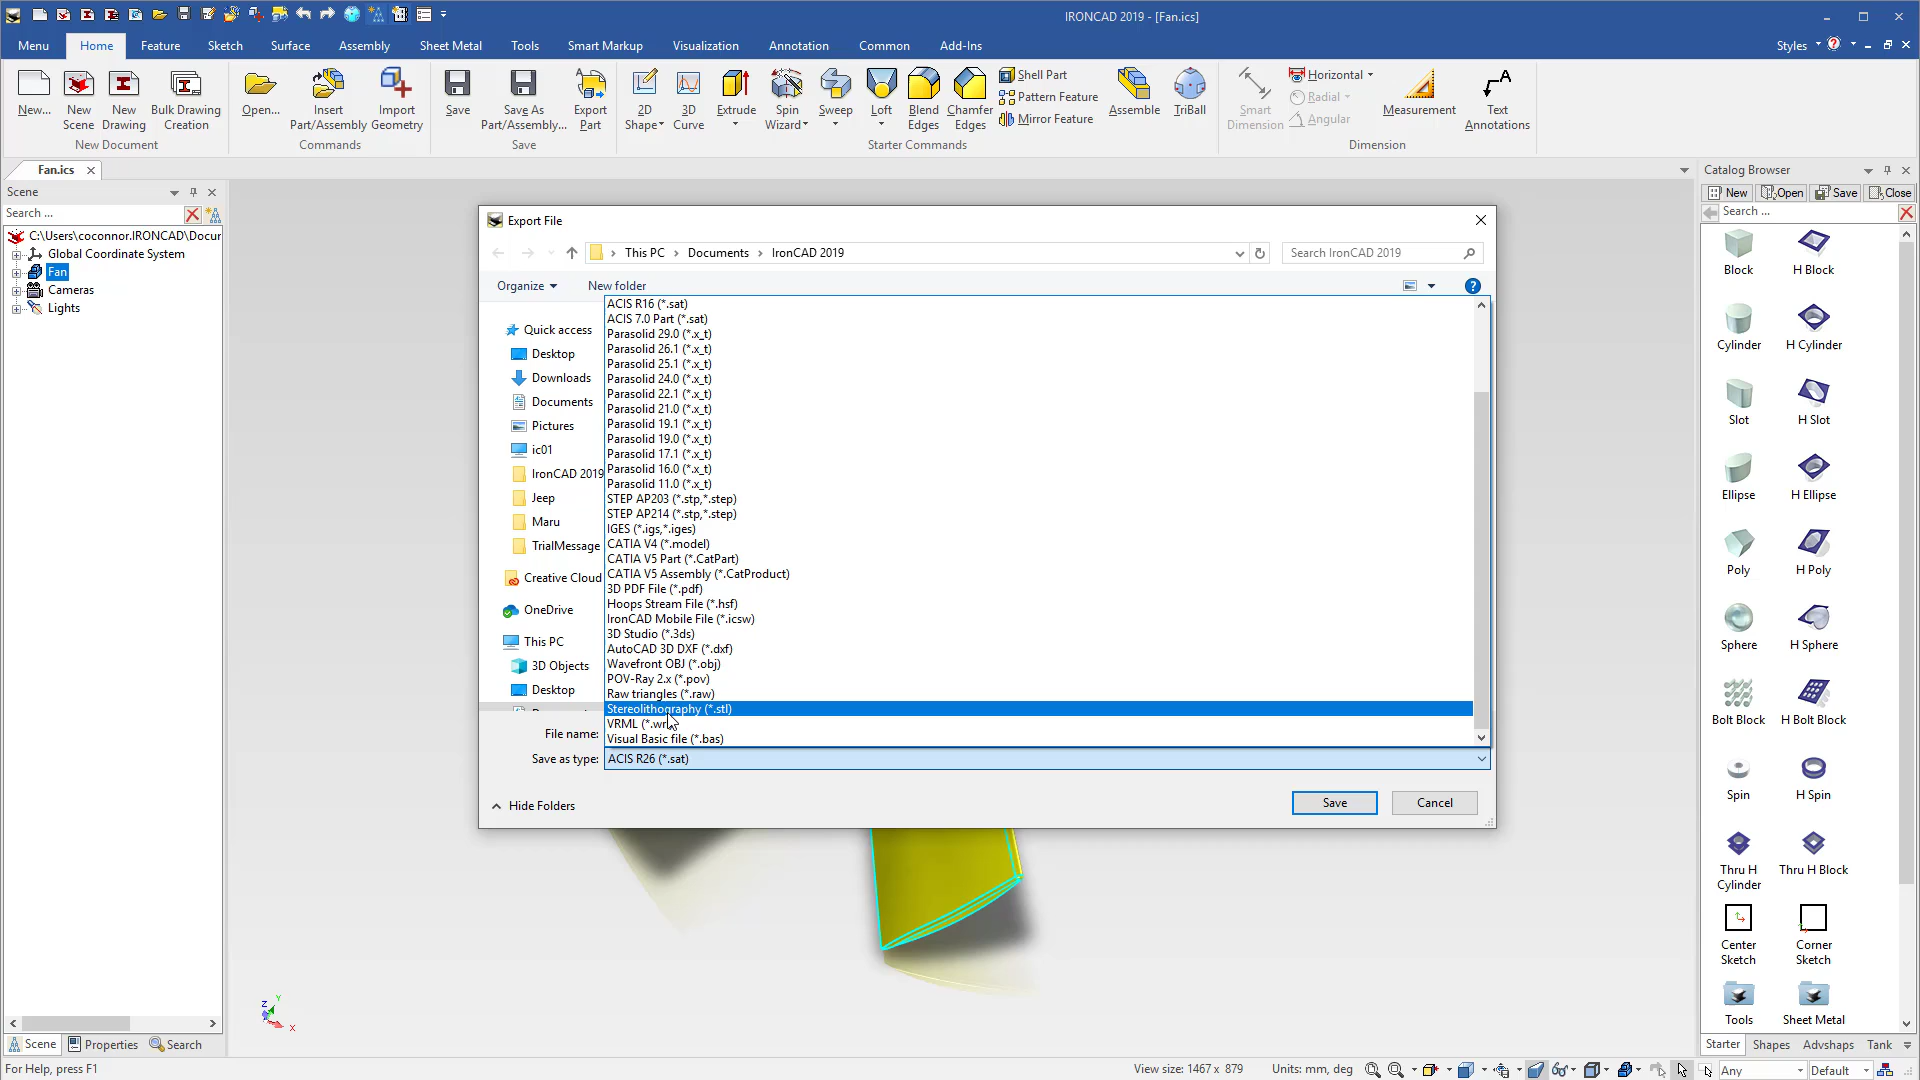 IRONCAD 2019 - [Fan.ics]
Menu Home Feature Sketch Surface Assembly Sheet Metal Tools Smart Markup Visualization Annotation Common Add-Ins Styles
New... New Scene New Drawing Bulk Drawing Creation
New Document
Open... Insert Part/Assembly Import Geometry
Commands
Save Save As Part/Assembly... Export Part
Save
2D Shape 3D Curve Extrude Spin Wizard Sweep Loft Blend Edges Chamfer Edges
Shell Part
Pattern Feature
Mirror Feature
Assemble TriBall
Starter Commands
Smart Dimension
Horizontal
Radial
Angular
Measurement Text Annotations
Dimension
Fan.ics
Scene
Search ...
C:\Users\coconnor.IRONCAD\Docur
Global Coordinate System
Fan
Cameras
Lights
Scene Properties Search
Export File
This PC > Documents > IronCAD 2019
Search IronCAD 2019
Organize New folder
Quick access
Desktop
Downloads
Documents
Pictures
ic01
IronCAD 2019
Jeep
Maru
TrialMessage
Creative Cloud
OneDrive
This PC
3D Objects
Desktop
ACIS R16 (*.sat)
ACIS 7.0 Part (*.sat)
Parasolid 29.0 (*.x_t)
Parasolid 26.1 (*.x_t)
Parasolid 25.1 (*.x_t)
Parasolid 24.0 (*.x_t)
Parasolid 22.1 (*.x_t)
Parasolid 21.0 (*.x_t)
Parasolid 19.1 (*.x_t)
Parasolid 19.0 (*.x_t)
Parasolid 17.1 (*.x_t)
Parasolid 16.0 (*.x_t)
Parasolid 11.0 (*.x_t)
STEP AP203 (*.stp,*.step)
STEP AP214 (*.stp,*.step)
IGES (*.igs,*.iges)
CATIA V4 (*.model)
CATIA V5 Part (*.CatPart)
CATIA V5 Assembly (*.CatProduct)
3D PDF File (*.pdf)
Hoops Stream File (*.hsf)
IronCAD Mobile File (*.icsw)
3D Studio (*.3ds)
AutoCAD 3D DXF (*.dxf)
Wavefront OBJ (*.obj)
POV-Ray 2.x (*.pov)
Raw triangles (*.raw)
Stereolithography (*.stl)
VRML (*.wr
Visual Basic file (*.bas)
File name:
Save as type: ACIS R26 (*.sat)
Hide Folders Save Cancel
Z Y X
Catalog Browser
New Open Save Close
Search ...
Block H Block
Cylinder H Cylinder
Slot H Slot
Ellipse H Ellipse
Poly H Poly
Sphere H Sphere
Bolt Block H Bolt Block
Spin H Spin
Thru H Cylinder Thru H Block
Center Sketch Corner Sketch
Tools Sheet Metal
Starter Shapes Advshaps Tank
For Help, press F1 View size: 1467 x 879 Units: mm, deg Any Default